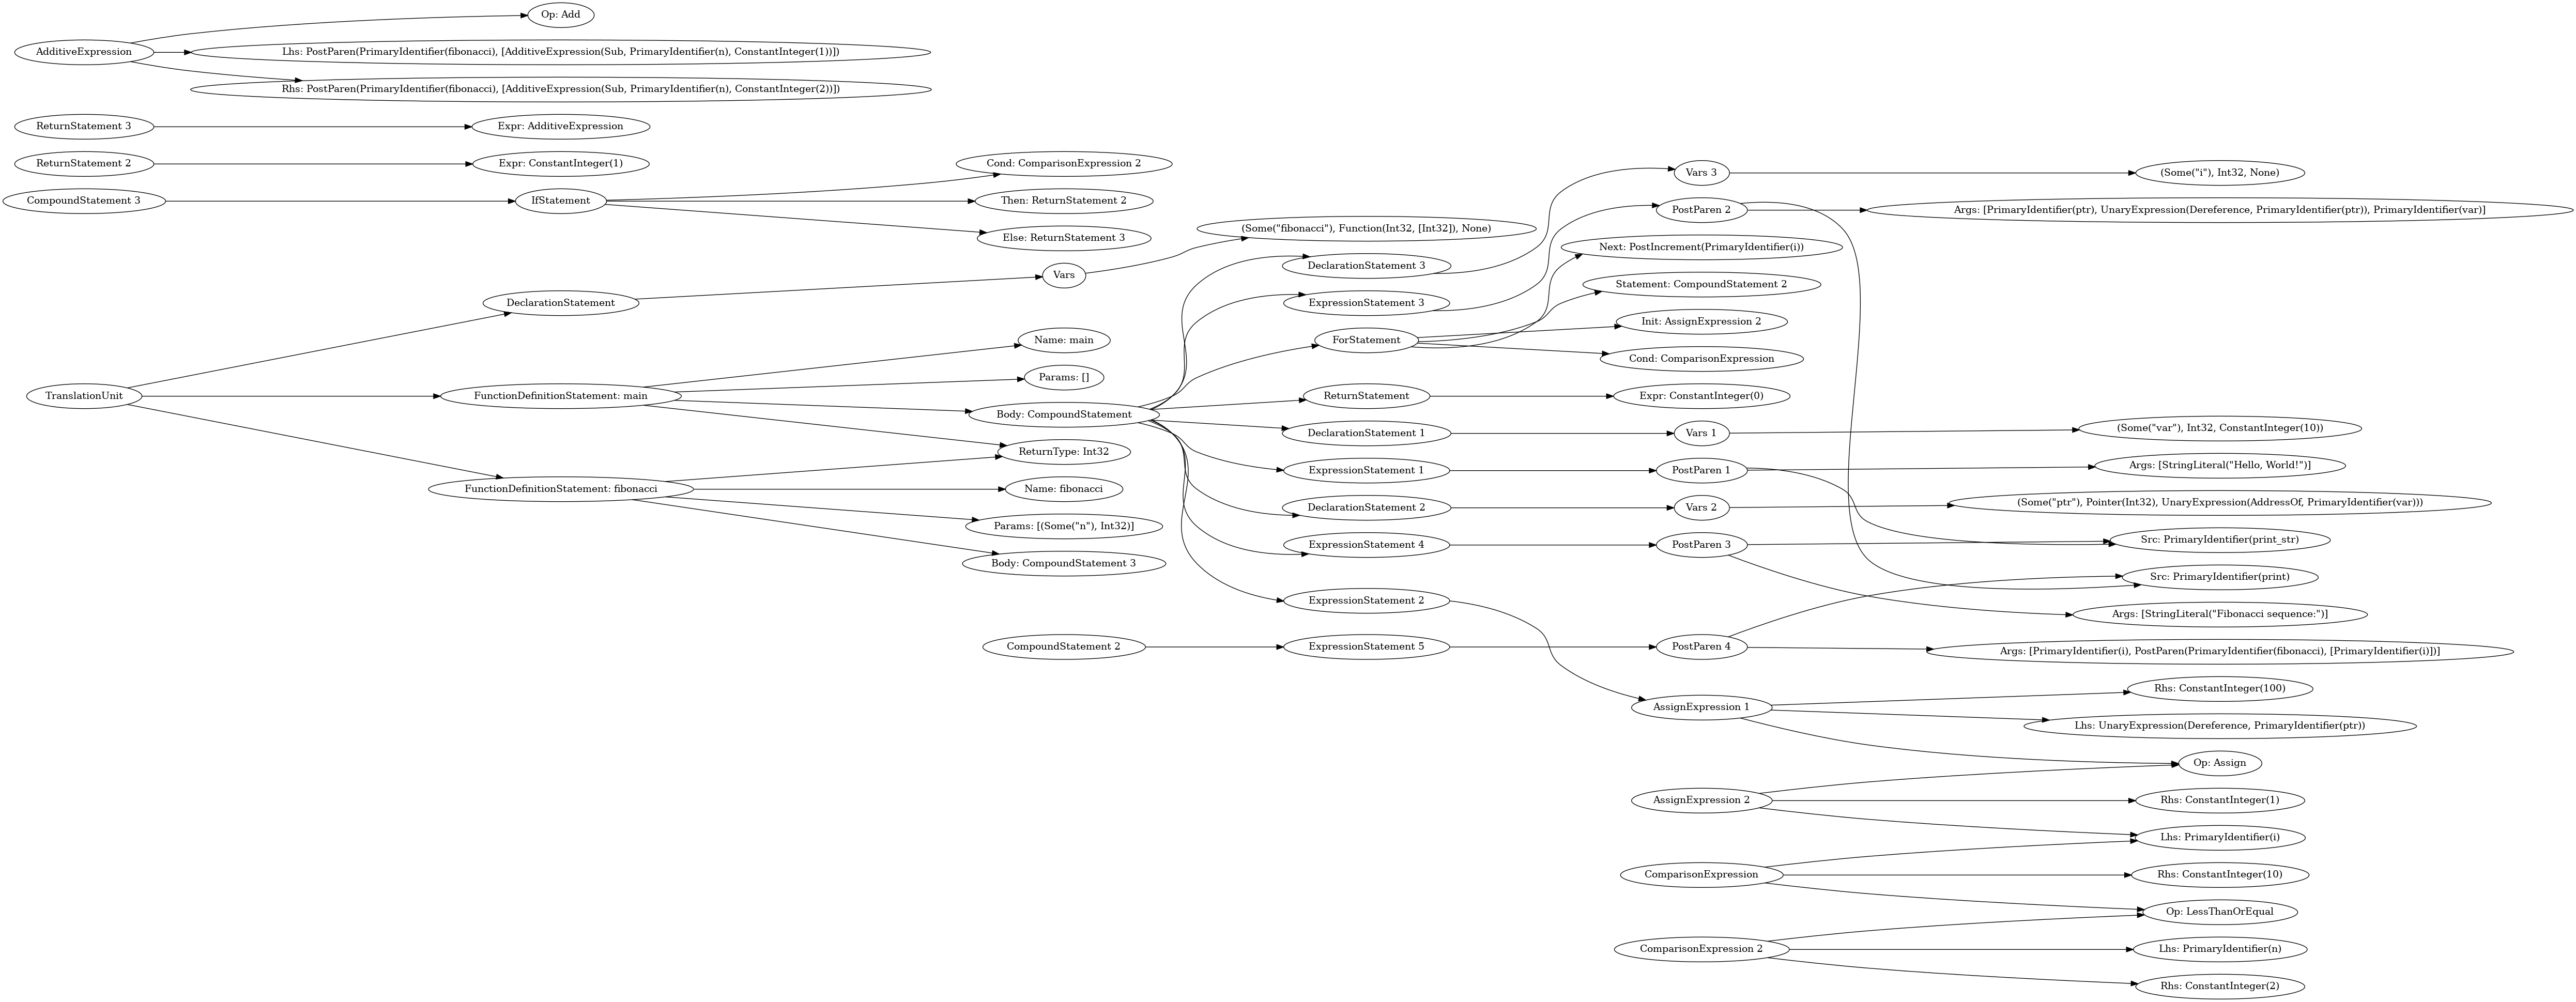 Op: Add
AdditiveExpression
Lhs: PostParen(PrimaryIdentifier(fibonacci), [AdditiveExpression(Sub, PrimaryIdentifier(n), ConstantInteger(1))])
Rhs: PostParen(PrimaryIdentifier(fibonacci), [AdditiveExpression(Sub, PrimaryIdentifier(n), ConstantInteger(2))])
ReturnStatement 3
Expr: AdditiveExpression
ReturnStatement 2
Expr: ConstantInteger(1)
CompoundStatement 3
IfStatement
Cond: ComparisonExpression 2
Then: ReturnStatement 2
Else: ReturnStatement 3
TranslationUnit
DeclarationStatement
Vars
(Some("fibonacci"), Function(Int32, [Int32]), None)
FunctionDefinitionStatement: main
Name: main
Params: []
Body: CompoundStatement
ReturnType: Int32
FunctionDefinitionStatement: fibonacci
Name: fibonacci
Params: [(Some("n"), Int32)]
Body: CompoundStatement 3
DeclarationStatement 3
Vars 3
(Some("i"), Int32, None)
ExpressionStatement 3
PostParen 2
Args: [PrimaryIdentifier(ptr), UnaryExpression(Dereference, PrimaryIdentifier(ptr)), PrimaryIdentifier(var)]
ForStatement
Next: PostIncrement(PrimaryIdentifier(i))
Statement: CompoundStatement 2
Init: AssignExpression 2
Cond: ComparisonExpression
ReturnStatement
Expr: ConstantInteger(0)
DeclarationStatement 1
Vars 1
(Some("var"), Int32, ConstantInteger(10))
ExpressionStatement 1
PostParen 1
Args: [StringLiteral("Hello, World!")]
DeclarationStatement 2
Vars 2
(Some("ptr"), Pointer(Int32), UnaryExpression(AddressOf, PrimaryIdentifier(var)))
ExpressionStatement 4
PostParen 3
Src: PrimaryIdentifier(print_str)
Src: PrimaryIdentifier(print)
Args: [StringLiteral("Fibonacci sequence:")]
ExpressionStatement 2
CompoundStatement 2
ExpressionStatement 5
PostParen 4
Args: [PrimaryIdentifier(i), PostParen(PrimaryIdentifier(fibonacci), [PrimaryIdentifier(i)])]
AssignExpression 1
Rhs: ConstantInteger(100)
Lhs: UnaryExpression(Dereference, PrimaryIdentifier(ptr))
Op: Assign
AssignExpression 2
Rhs: ConstantInteger(1)
Lhs: PrimaryIdentifier(i)
ComparisonExpression
Rhs: ConstantInteger(10)
Op: LessThanOrEqual
ComparisonExpression 2
Lhs: PrimaryIdentifier(n)
Rhs: ConstantInteger(2)